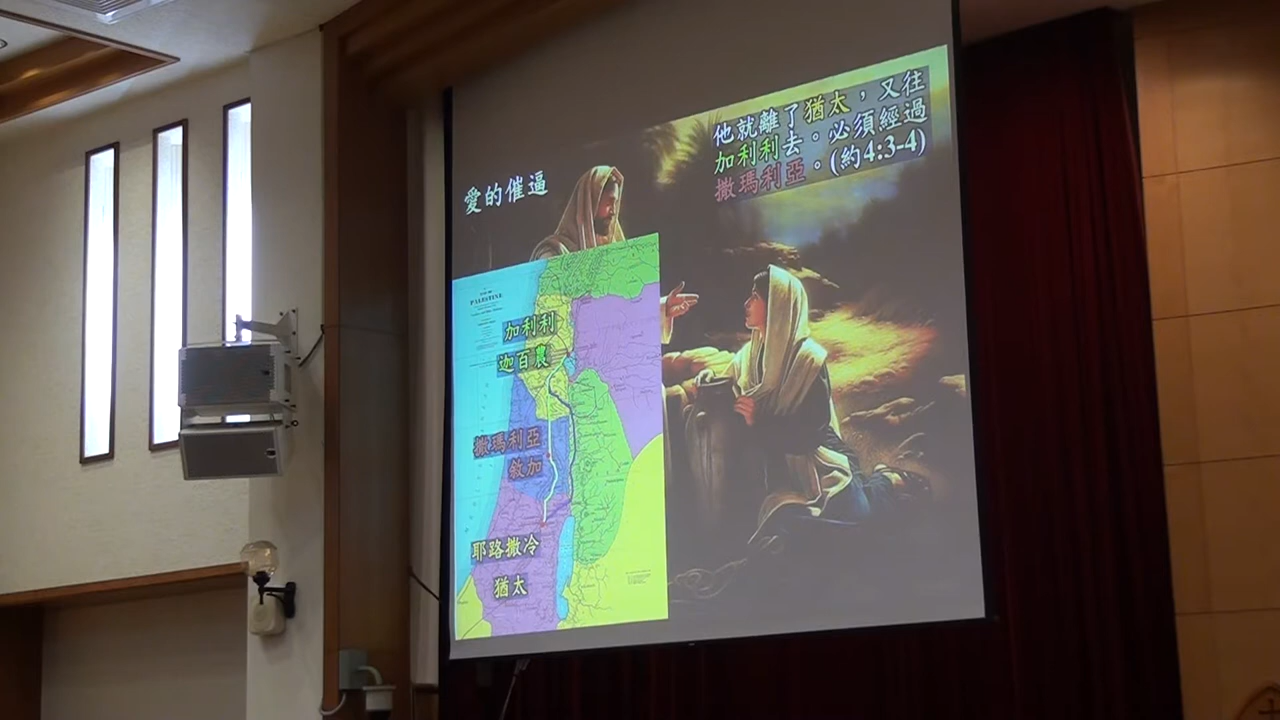 愛的催逼
他就離了猶太，又往
加利利去。必須經過
撒瑪利亞。(約4:3-4)
PALESTINE
加利利
迦百農
撒瑪利亞
敘加
耶路撒冷
猶太